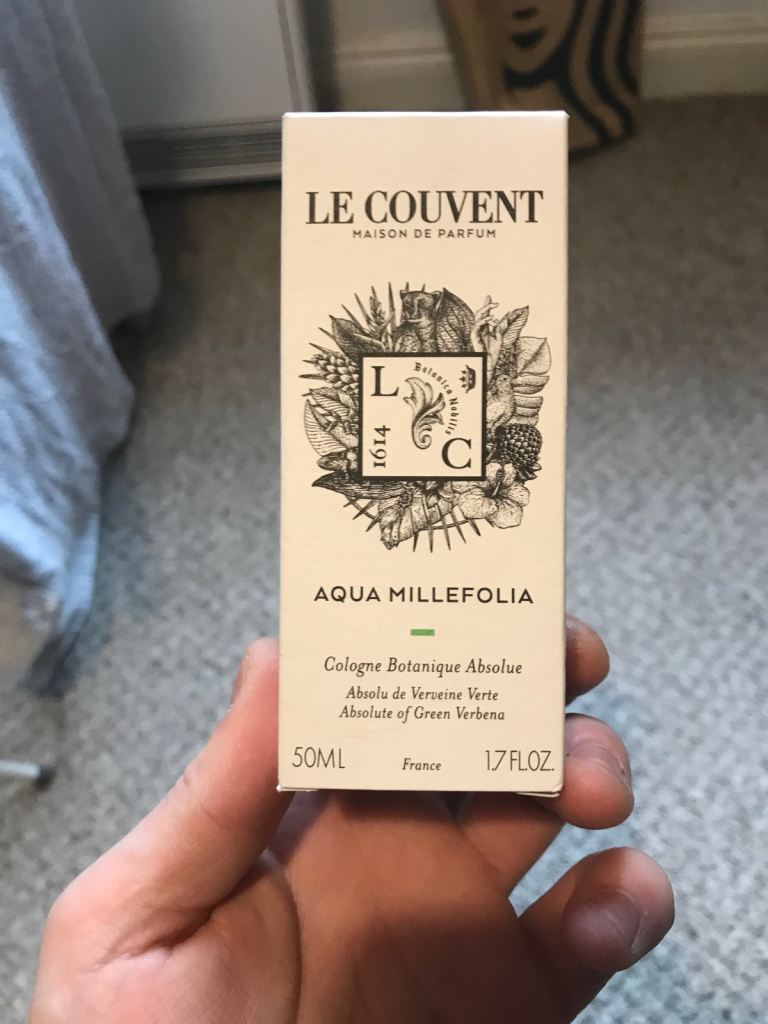 LE COUVENT
MAISON DE PARFUM
L
Botanica Nobilis
1614
C
AQUA MILLEFOLIA
Cologne Botanique Absolue
Absolu de Verveine Verte
Absolute of Green Verbena
50ML France 1.7 FL.OZ.